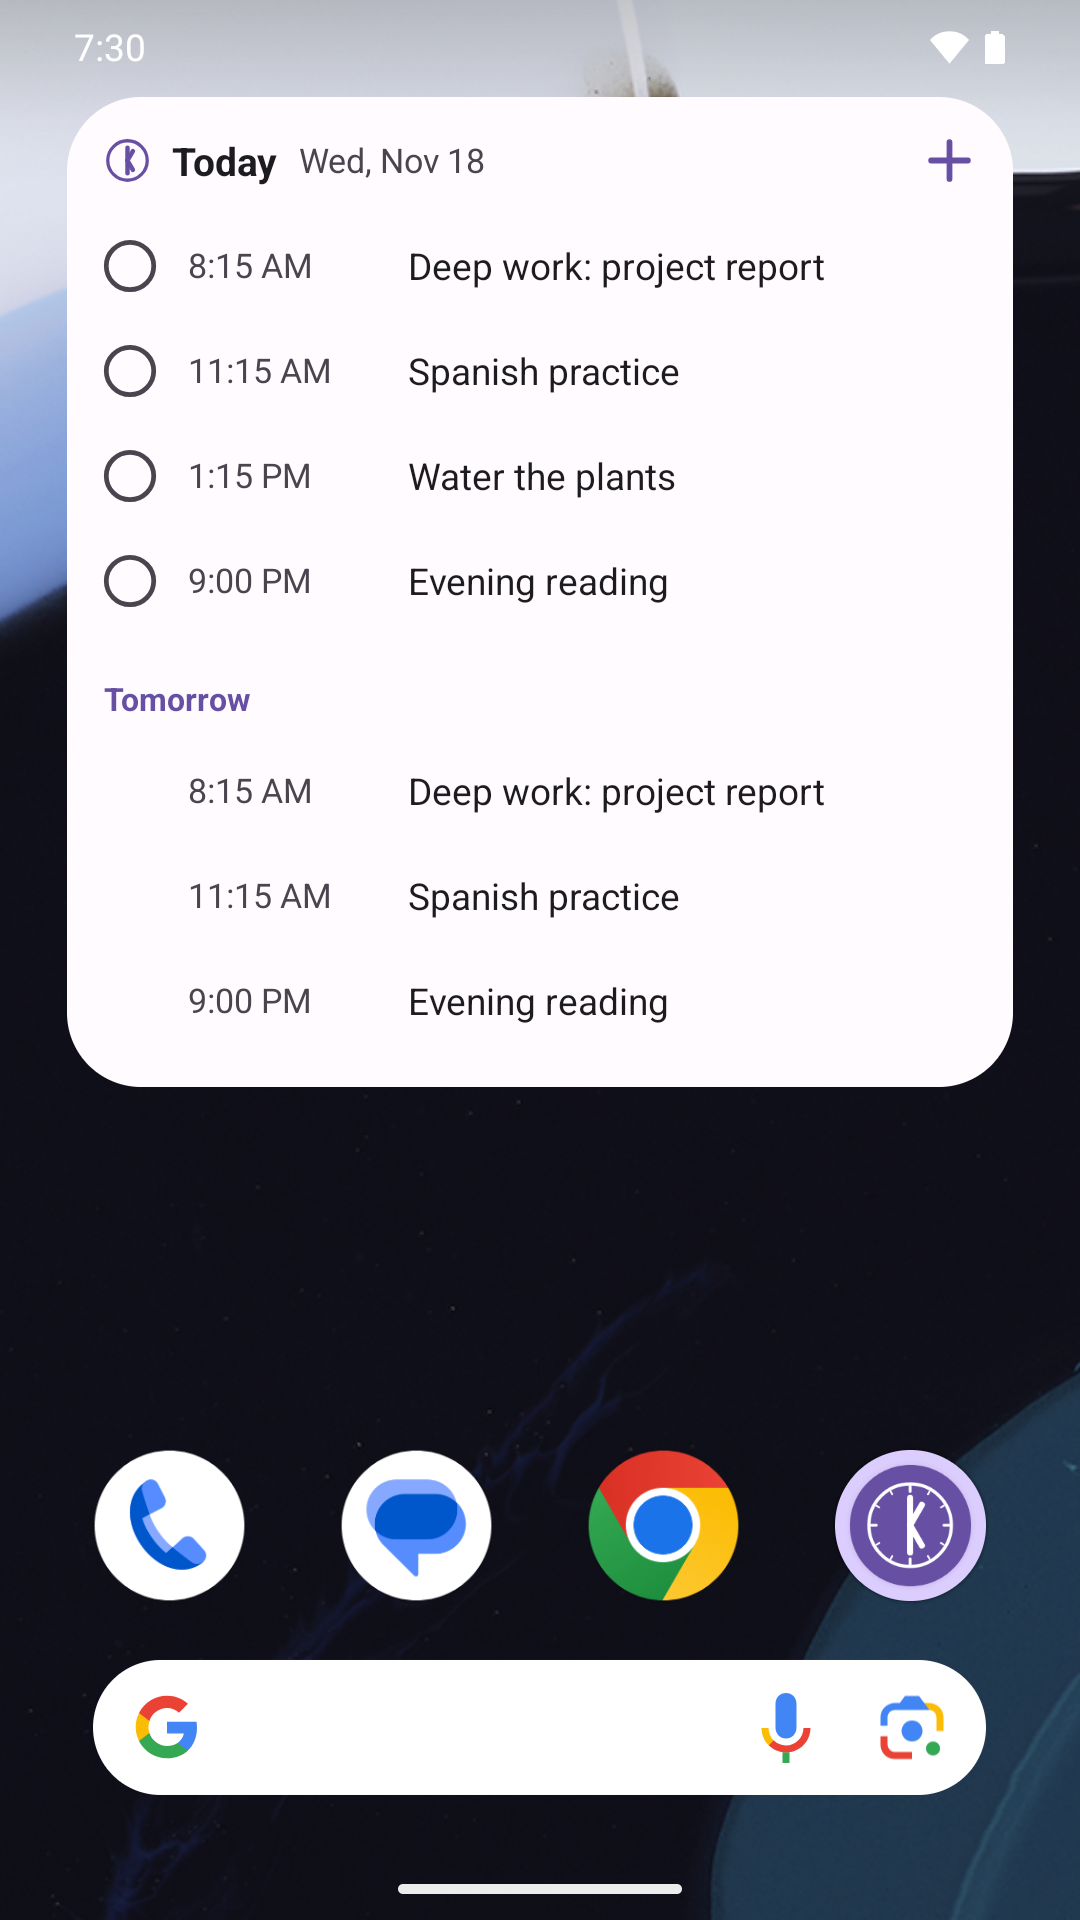 7:30
Today Wed, Nov 18
8:15 AM Deep work: project report
11:15 AM Spanish practice
1:15 PM Water the plants
9:00 PM Evening reading
Tomorrow
8:15 AM Deep work: project report
11:15 AM Spanish practice
9:00 PM Evening reading